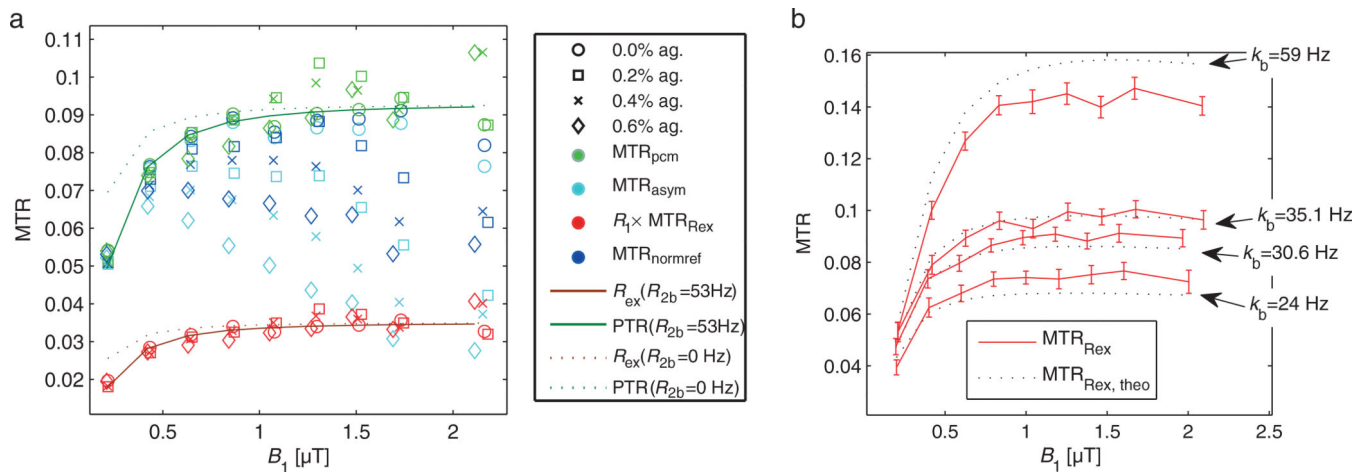 a
MTR
0.11
0.1
0.09
0.08
0.07
0.06
0.05
0.04
0.03
0.02
0.5
1
1.5
2
B1 [µT]
0.0% ag.
0.2% ag.
0.4% ag.
0.6% ag.
MTRpcm
MTRasym
R1× MTRRex
MTRnormref
Rex(R2b=53Hz)
PTR(R2b=53Hz)
Rex(R2b=0 Hz)
PTR(R2b=0 Hz)
b
MTR
0.16
0.14
0.12
0.1
0.08
0.06
0.04
0.5
1
1.5
2
2.5
B1 [µT]
kb=59 Hz
kb=35.1 Hz
kb=30.6 Hz
kb=24 Hz
MTRRex
MTRRex, theo